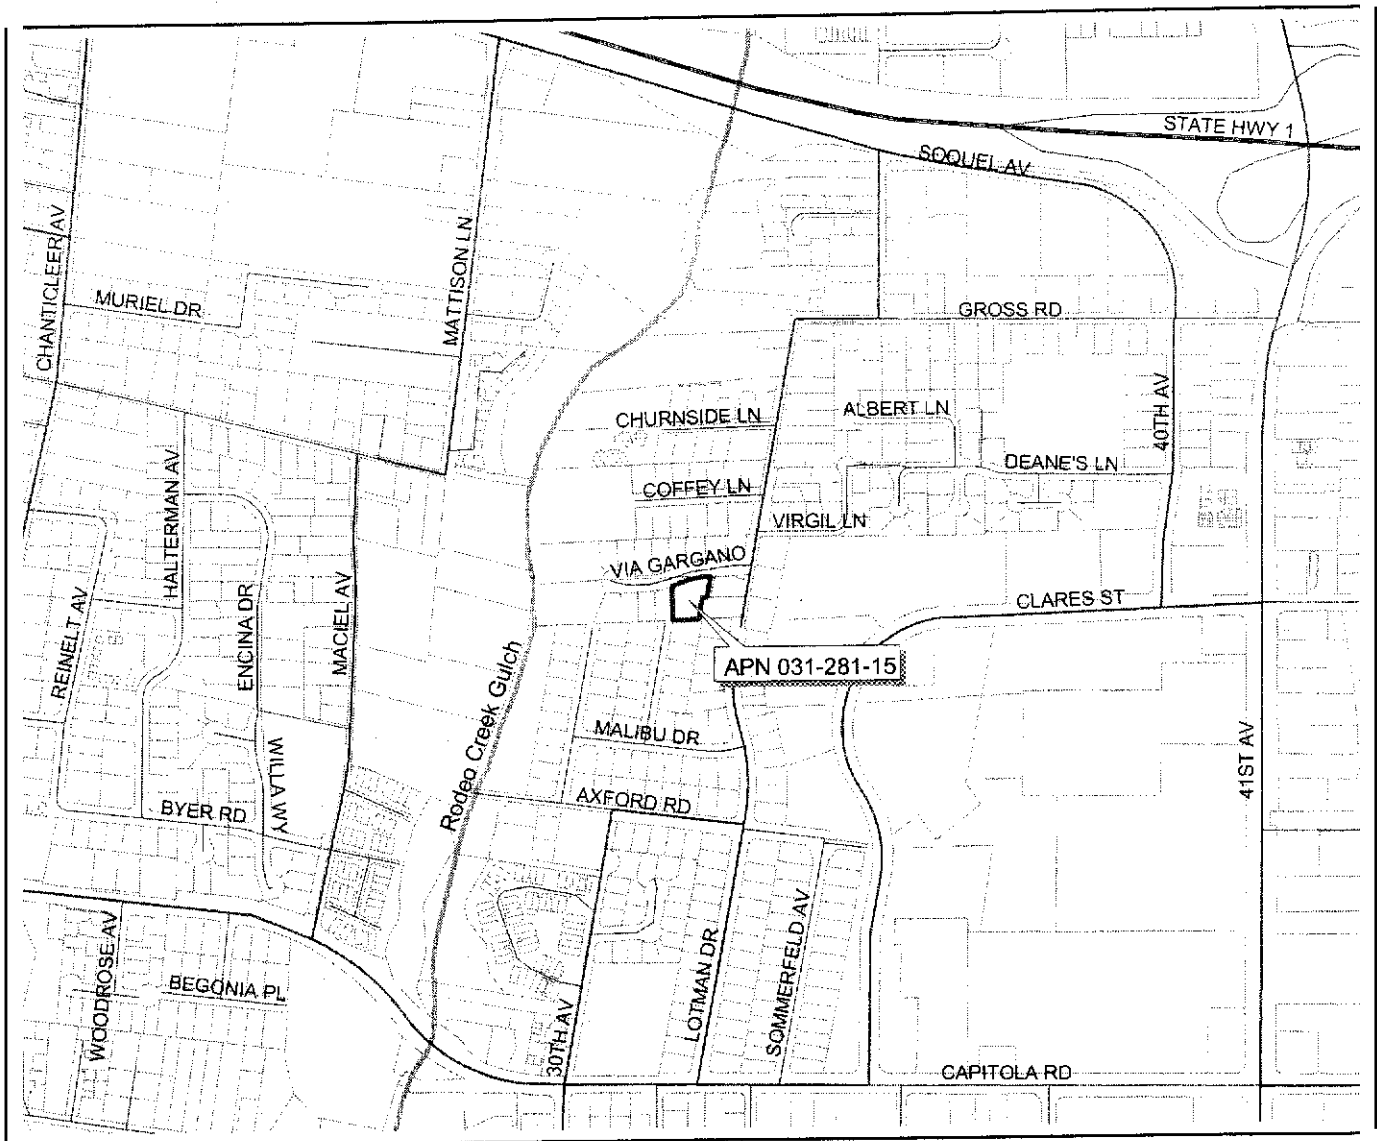 STATE HWY 1
SOQUEL AV
CHANTICLEER AV
MATTISON LN
MURIEL DR
GROSS RD
CHURNSIDE LN
ALBERT LN
40TH AV
DEANE'S LN
COFFEY LN
VIRGIL LN
HALTERMAN AV
VIA GARGANO
REINELT AV
ENCINA DR
MACIEL AV
CLARES ST
APN 031-281-15
Rodeo Creek Gulch
MALIBU DR
41ST AV
WILLA WY
BYER RD
AXFORD RD
WOODROSE AV
BEGONIA PL
30TH AV
LOTMAN DR
SOMMERFELD AV
CAPITOLA RD